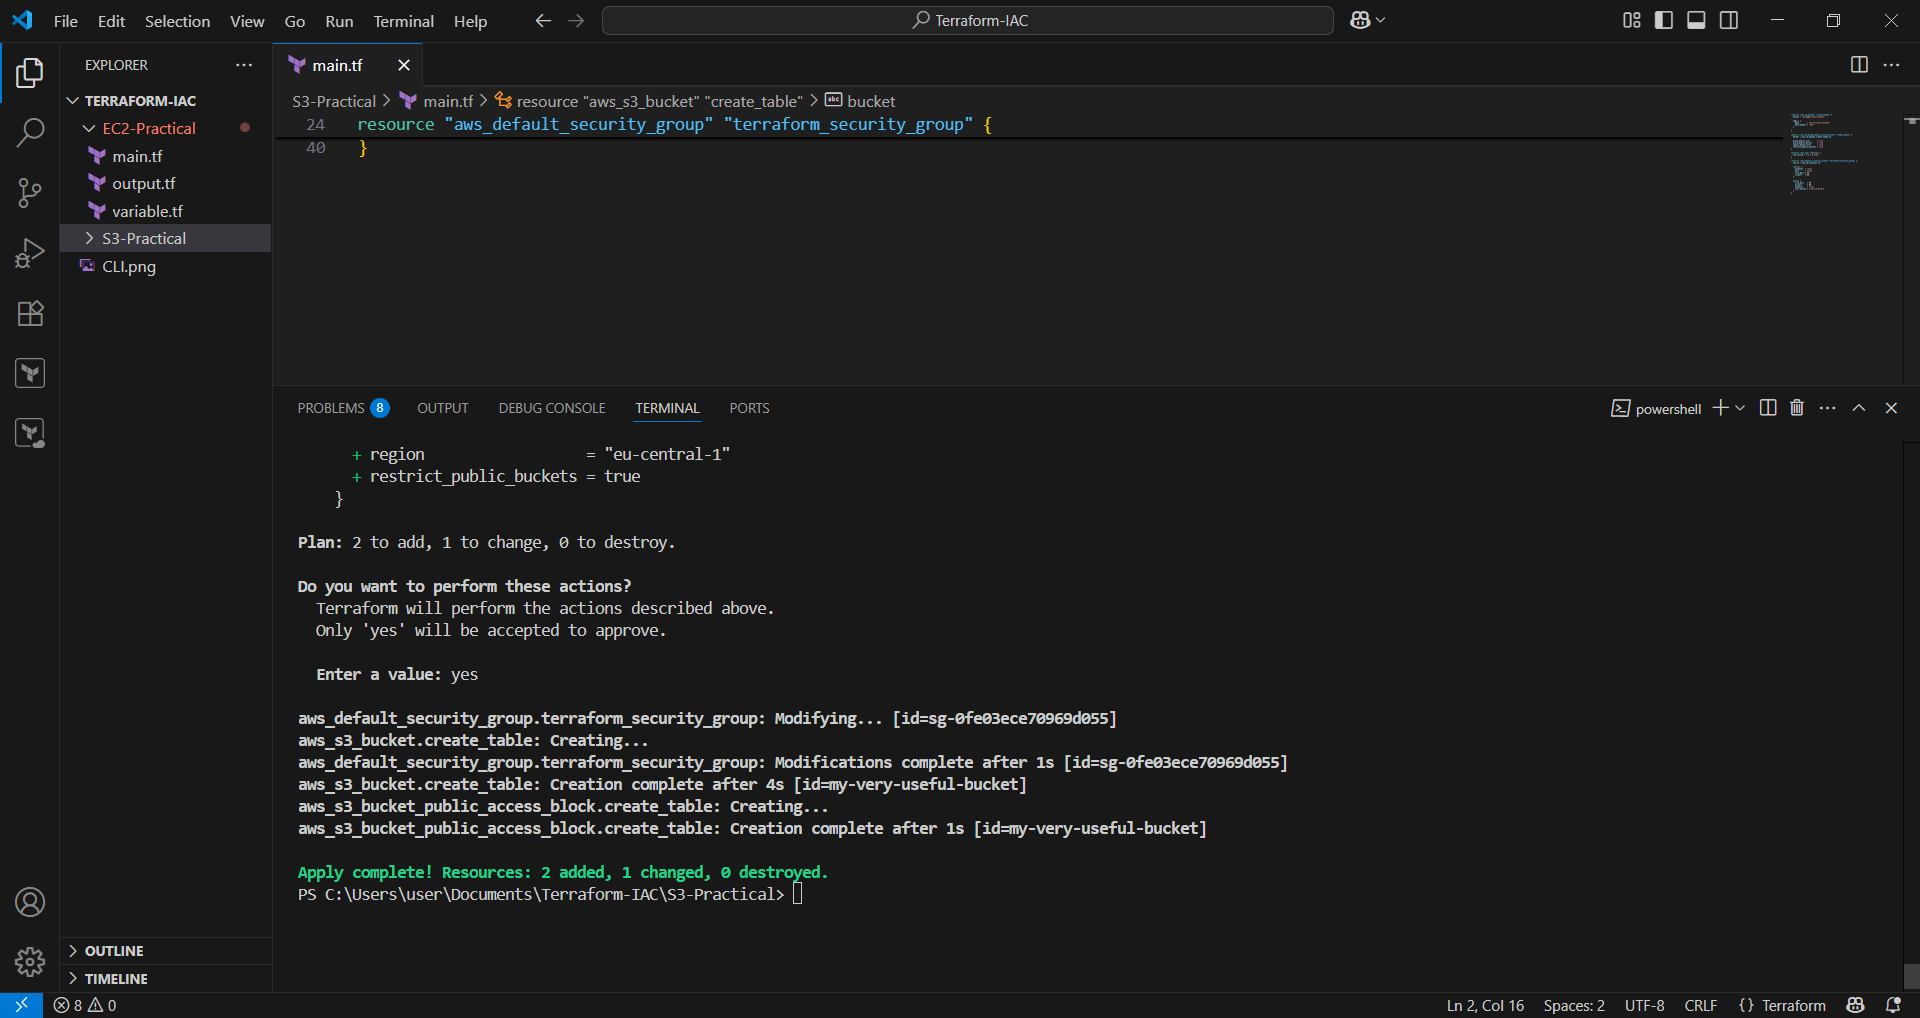 File Edit Selection View Go Run Terminal Help
Terraform-IAC
EXPLORER
main.tf
TERRAFORM-IAC
EC2-Practical
main.tf
output.tf
variable.tf
S3-Practical
CLI.png
OUTLINE
TIMELINE
S3-Practical > main.tf > resource "aws_s3_bucket" "create_table" > bucket
24 resource "aws_default_security_group" "terraform_security_group" {
40 }
PROBLEMS 8 OUTPUT DEBUG CONSOLE TERMINAL PORTS
powershell
+ region = "eu-central-1"
+ restrict_public_buckets = true
}
Plan: 2 to add, 1 to change, 0 to destroy.
Do you want to perform these actions?
Terraform will perform the actions described above.
Only 'yes' will be accepted to approve.
Enter a value: yes
aws_default_security_group.terraform_security_group: Modifying... [id=sg-0fe03ece70969d055]
aws_s3_bucket.create_table: Creating...
aws_default_security_group.terraform_security_group: Modifications complete after 1s [id=sg-0fe03ece70969d055]
aws_s3_bucket.create_table: Creation complete after 4s [id=my-very-useful-bucket]
aws_s3_bucket_public_access_block.create_table: Creating...
aws_s3_bucket_public_access_block.create_table: Creation complete after 1s [id=my-very-useful-bucket]
Apply complete! Resources: 2 added, 1 changed, 0 destroyed.
PS C:\Users\user\Documents\Terraform-IAC\S3-Practical>
8 0
Ln 2, Col 16 Spaces: 2 UTF-8 CRLF {} Terraform